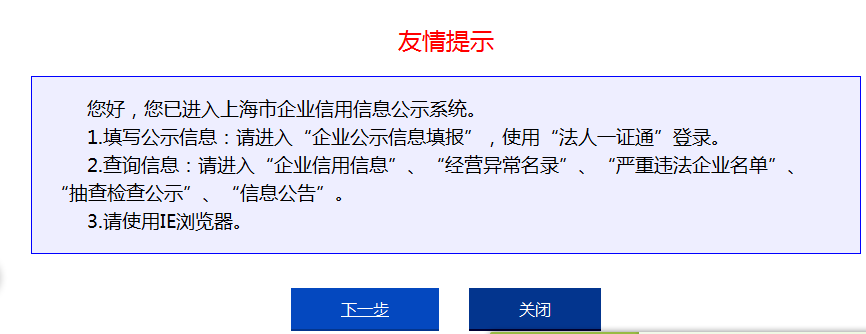 友情提示
您好，您已进入上海市企业信用信息公示系统。
1.填写公示信息：请进入“企业公示信息填报”，使用“法人一证通”登录。
2.查询信息：请进入“企业信用信息”、“经营异常名录”、“严重违法企业名单”、
“抽查检查公示”、“信息公告”。
3.请使用IE浏览器。
下一步 关闭